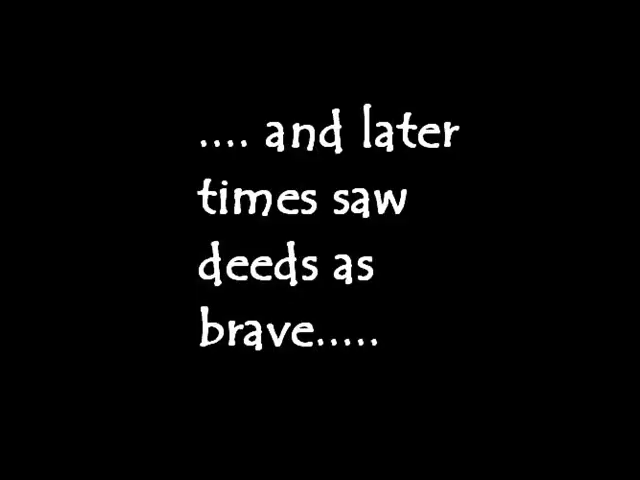 .... and later
times saw
deeds as
brave.....